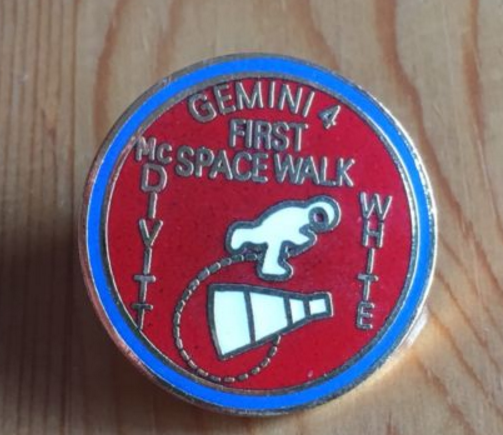 GEMINI 4
FIRST
SPACE WALK
McDIVITT
WHITE